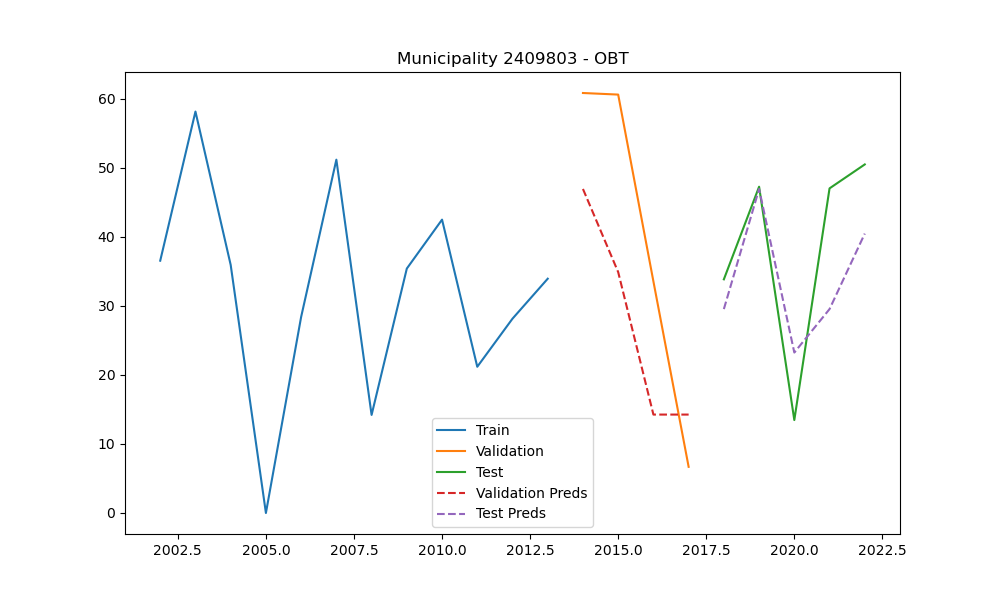 Municipality 2409803 - OBT
60
50
40
30
20
10
0
Train
Validation
Test
Validation Preds
Test Preds
2002.5 2005.0 2007.5 2010.0 2012.5 2015.0 2017.5 2020.0 2022.5